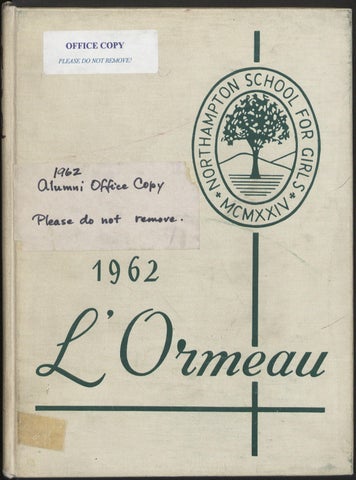 OFFICE COPY
PLEASE DO NOT REMOVE!
NORTHAMPTON SCHOOL FOR GIRLS
MCMXXIV
1962
Alumni Office Copy
Please do not remove.
1962
L'Ormeau